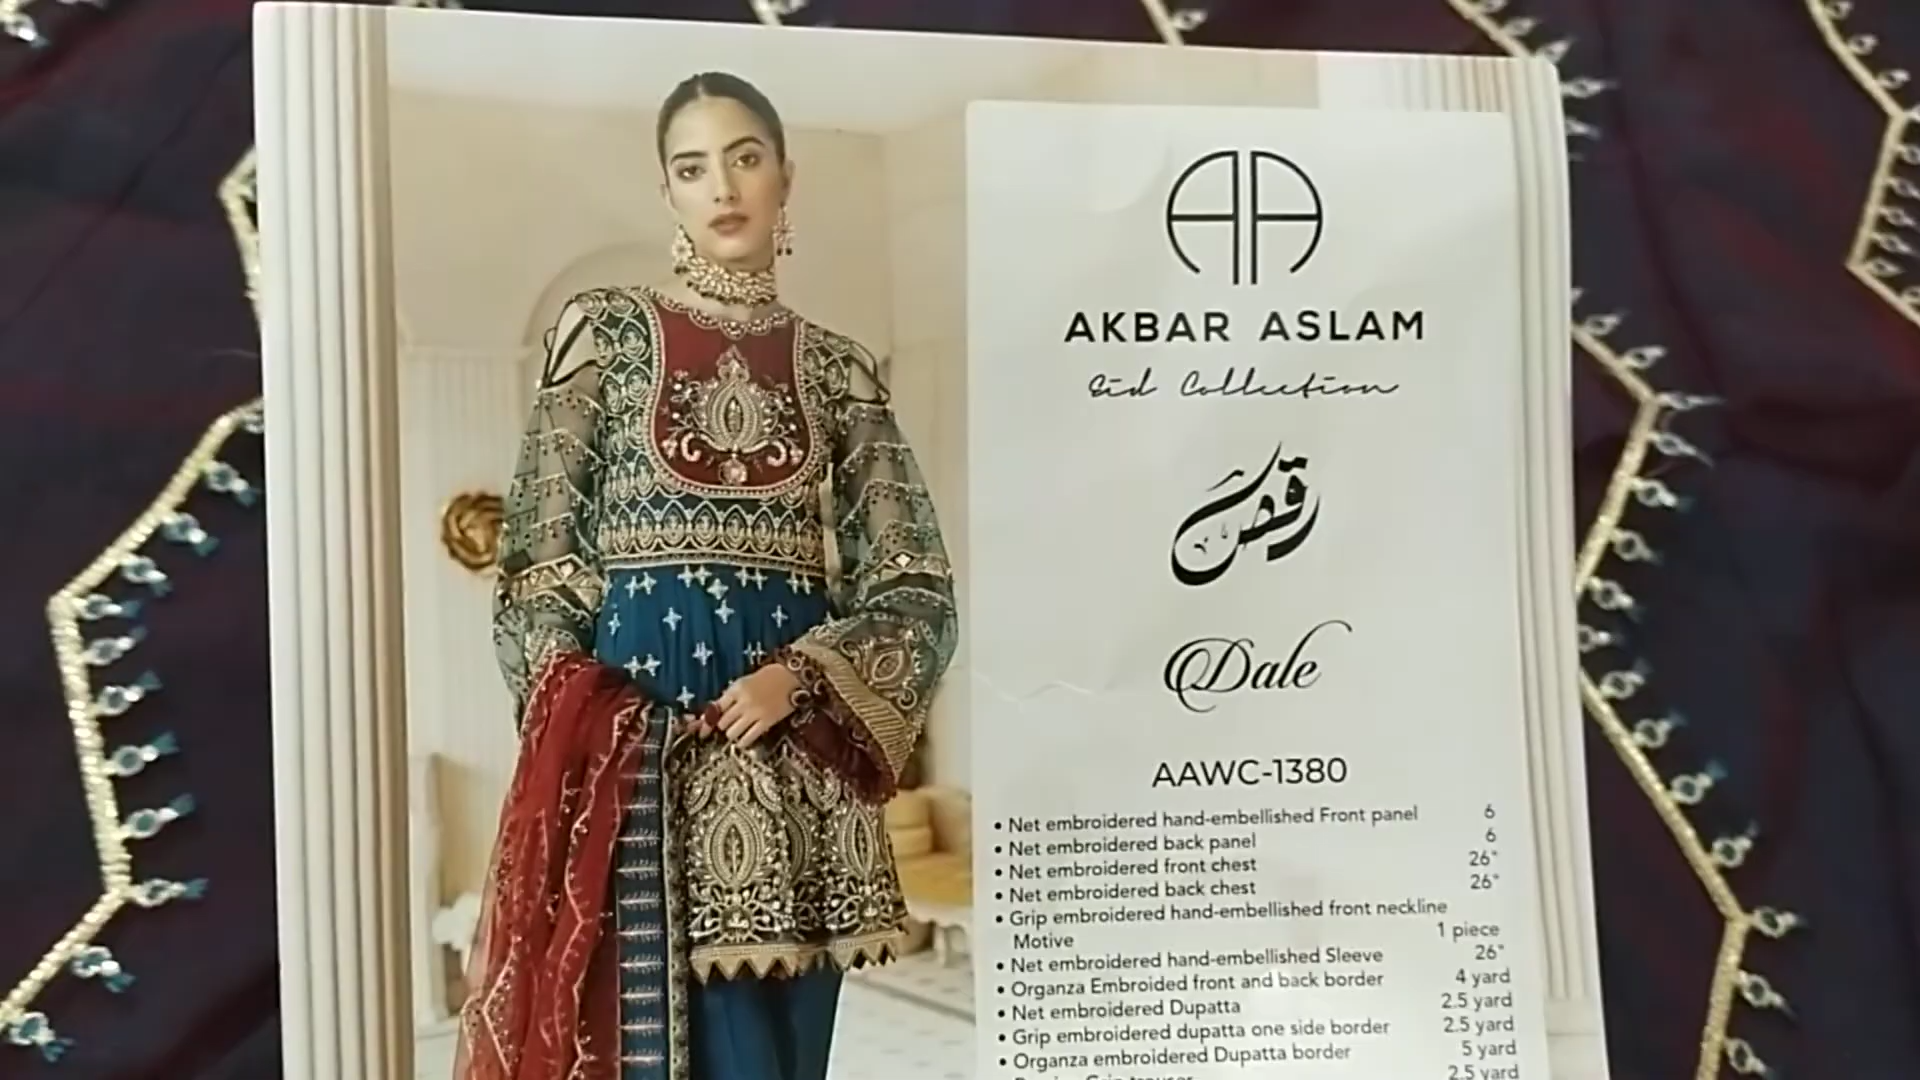 AKBAR ASLAM
Eid Collection
رقص
Dale
AAWC-1380
• Net embroidered hand-embellished Front panel 6
• Net embroidered back panel 6
• Net embroidered front chest 26"
• Net embroidered back chest 26"
• Grip embroidered hand-embellished front neckline
Motive 1 piece
• Net embroidered hand-embellished Sleeve 26"
• Organza Embroided front and back border 4 yard
• Net embroidered Dupatta 2.5 yard
• Grip embroidered dupatta one side border 2.5 yard
• Organza embroidered Dupatta border 5 yard
2.5 yard